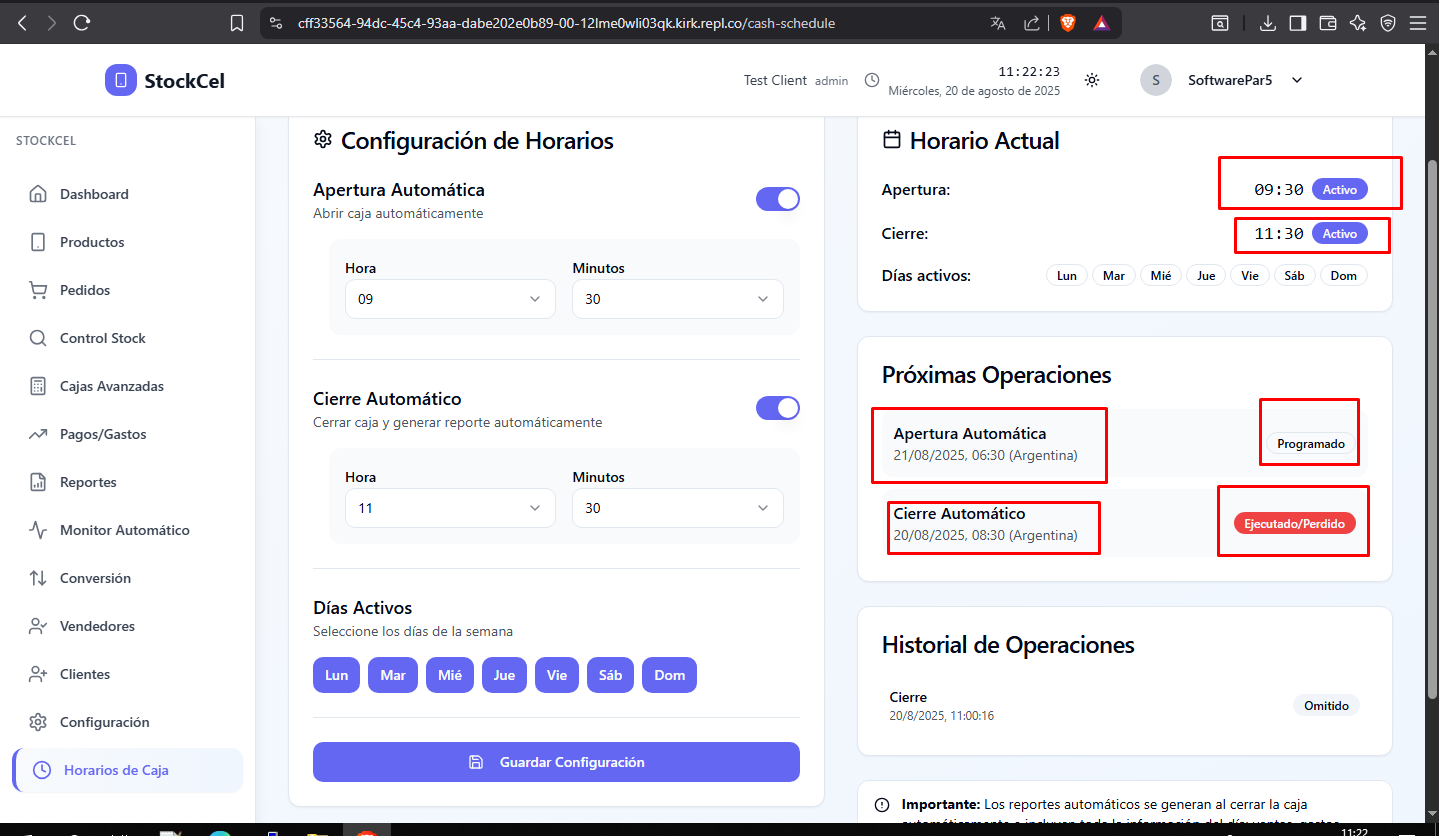 cff33564-94dc-45c4-93aa-dabe202e0b89-00-12lme0wli03qk.kirk.repl.co/cash-schedule
StockCel
Test Client admin
11:22:23
Miércoles, 20 de agosto de 2025
S
SoftwarePar5
STOCKCEL
Dashboard
Productos
Pedidos
Control Stock
Cajas Avanzadas
Pagos/Gastos
Reportes
Monitor Automático
Conversión
Vendedores
Clientes
Configuración
Horarios de Caja
Configuración de Horarios
Apertura Automática
Abrir caja automáticamente
Hora Minutos
09 30
Cierre Automático
Cerrar caja y generar reporte automáticamente
Hora Minutos
11 30
Días Activos
Seleccione los días de la semana
Lun Mar Mié Jue Vie Sáb Dom
Guardar Configuración
Horario Actual
Apertura: 09:30 Activo
Cierre: 11:30 Activo
Días activos: Lun Mar Mié Jue Vie Sáb Dom
Próximas Operaciones
Apertura Automática
21/08/2025, 06:30 (Argentina)
Programado
Cierre Automático
20/08/2025, 08:30 (Argentina)
Ejecutado/Perdido
Historial de Operaciones
Cierre
20/8/2025, 11:00:16
Omitido
Importante: Los reportes automáticos se generan al cerrar la caja
11:22